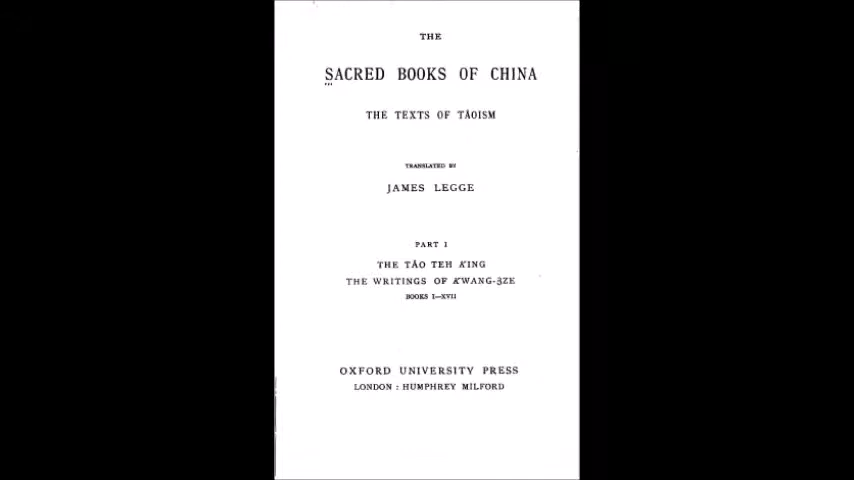 THE
SACRED BOOKS OF CHINA
THE TEXTS OF TÂOISM
TRANSLATED BY
JAMES LEGGE
PART I
THE TÂO TEH KING
THE WRITINGS OF KWANG-ȜZE
BOOKS I—XVII
OXFORD UNIVERSITY PRESS
LONDON : HUMPHREY MILFORD